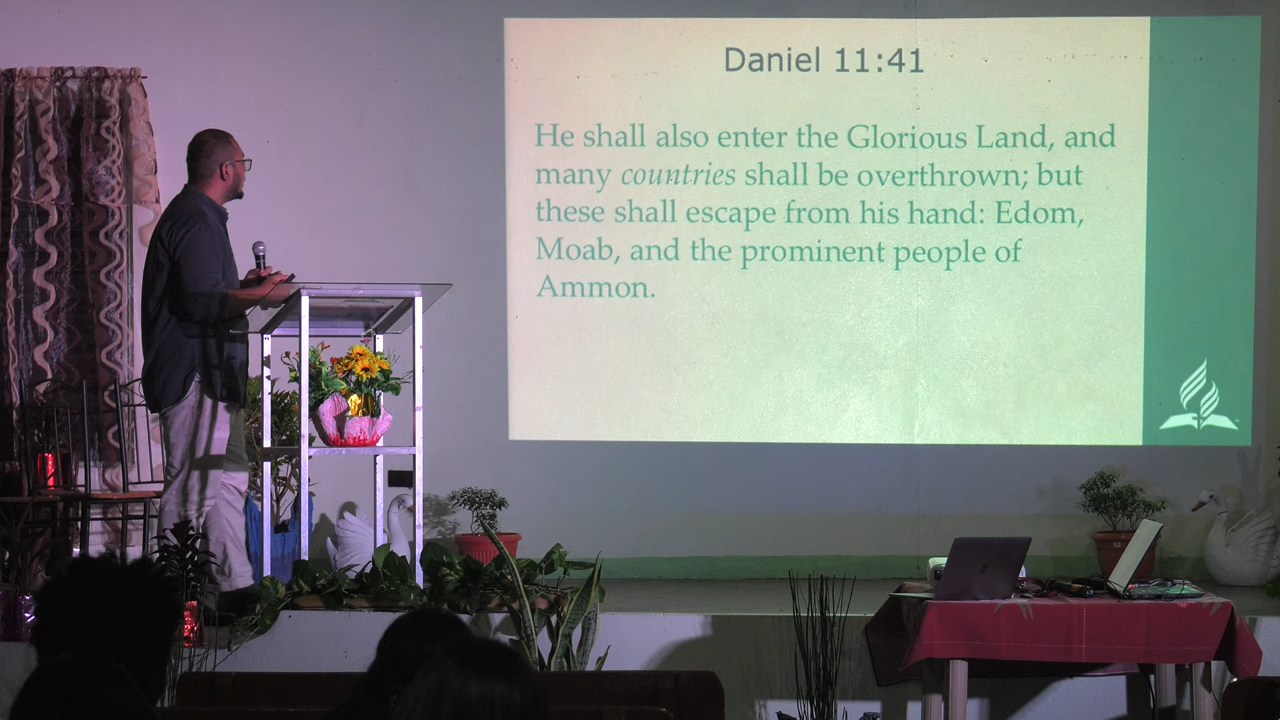 Daniel 11:41
He shall also enter the Glorious Land, and
many countries shall be overthrown; but
these shall escape from his hand: Edom,
Moab, and the prominent people of
Ammon.